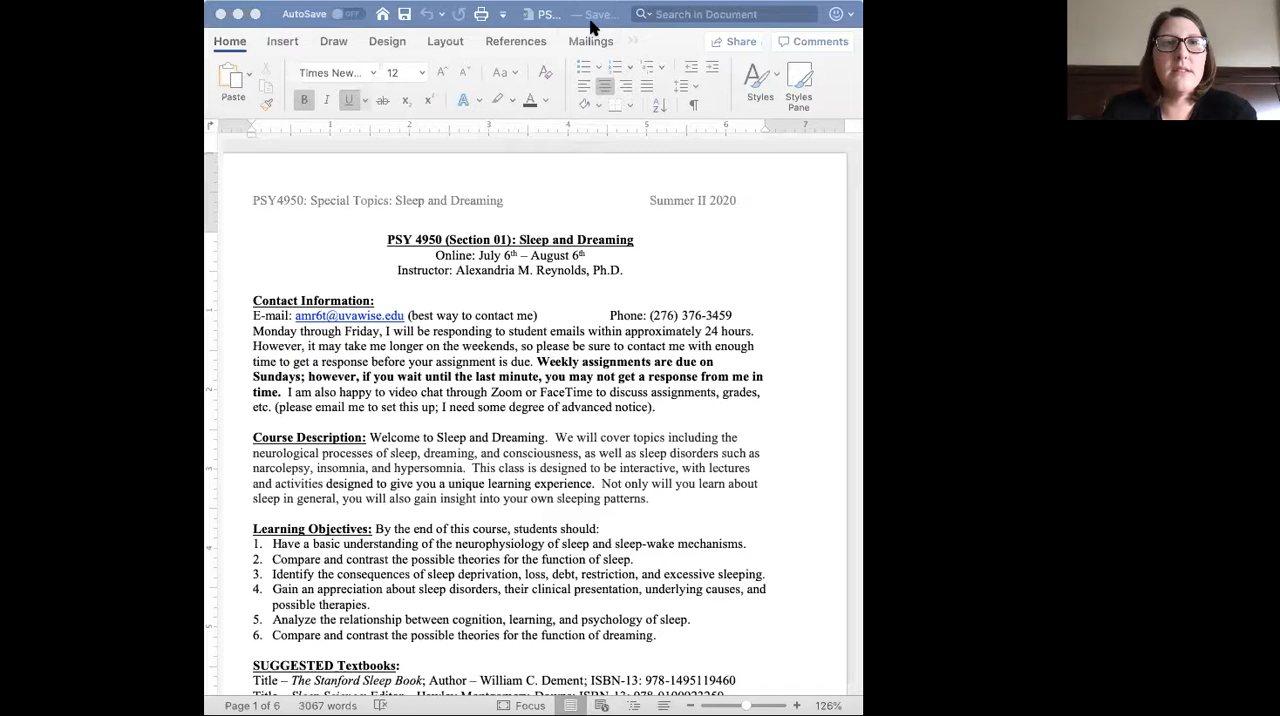 AutoSave OFF PS... — Save... Search in Document
Home Insert Draw Design Layout References Mailings Share Comments
Times New... 12 Aa
Paste Styles Styles Pane
1 2 3 4 5 6 7
PSY4950: Special Topics: Sleep and Dreaming Summer II 2020
PSY 4950 (Section 01): Sleep and Dreaming
Online: July 6th – August 6th
Instructor: Alexandria M. Reynolds, Ph.D.
Contact Information:
E-mail: amr6t@uvawise.edu (best way to contact me) Phone: (276) 376-3459
Monday through Friday, I will be responding to student emails within approximately 24 hours.
However, it may take me longer on the weekends, so please be sure to contact me with enough
time to get a response before your assignment is due. Weekly assignments are due on
Sundays; however, if you wait until the last minute, you may not get a response from me in
time. I am also happy to video chat through Zoom or FaceTime to discuss assignments, grades,
etc. (please email me to set this up; I need some degree of advanced notice).
Course Description: Welcome to Sleep and Dreaming. We will cover topics including the
neurological processes of sleep, dreaming, and consciousness, as well as sleep disorders such as
narcolepsy, insomnia, and hypersomnia. This class is designed to be interactive, with lectures
and activities designed to give you a unique learning experience. Not only will you learn about
sleep in general, you will also gain insight into your own sleeping patterns.
Learning Objectives: By the end of this course, students should:
1. Have a basic understanding of the neurophysiology of sleep and sleep-wake mechanisms.
2. Compare and contrast the possible theories for the function of sleep.
3. Identify the consequences of sleep deprivation, loss, debt, restriction, and excessive sleeping.
4. Gain an appreciation about sleep disorders, their clinical presentation, underlying causes, and
possible therapies.
5. Analyze the relationship between cognition, learning, and psychology of sleep.
6. Compare and contrast the possible theories for the function of dreaming.
SUGGESTED Textbooks:
Title – The Stanford Sleep Book; Author – William C. Dement; ISBN-13: 978-1495119460
Page 1 of 6 3067 words Focus 126%